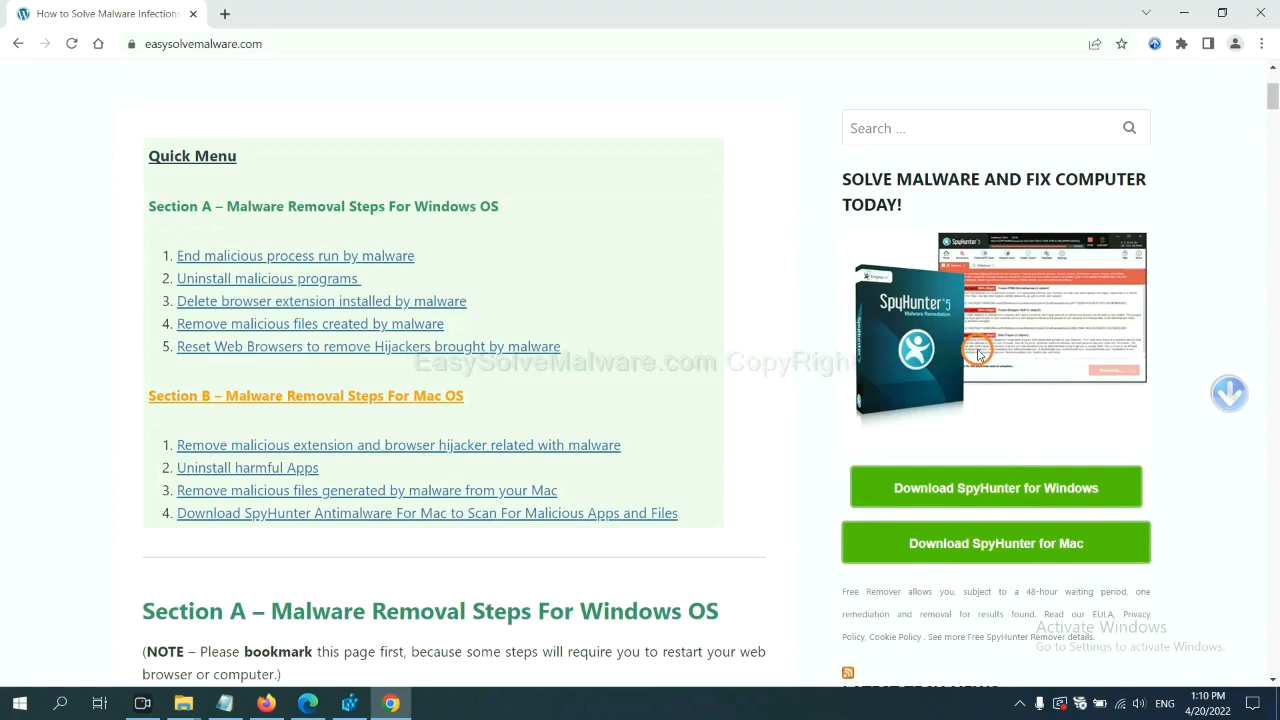 How to Solve Malware Infections
easysolvemalware.com
Quick Menu
Section A – Malware Removal Steps For Windows OS
1. End malicious process run by malware
2. Uninstall malicious programs
3. Delete browser extension installed by malware
4. Remove malicious files created by malware
5. Reset Web Browser to remove Hijackers brought by malware
Section B – Malware Removal Steps For Mac OS
1. Remove malicious extension and browser hijacker related with malware
2. Uninstall harmful Apps
3. Remove malicious files generated by malware from your Mac
4. Download SpyHunter Antimalware For Mac to Scan For Malicious Apps and Files
Section A – Malware Removal Steps For Windows OS
(NOTE – Please bookmark this page first, because some steps will require you to restart your web
browser or computer.)
Search ...
SOLVE MALWARE AND FIX COMPUTER
TODAY!
SpyHunter 5
Malware Remediation
Download SpyHunter for Windows
Download SpyHunter for Mac
Free Remover allows you, subject to a 48-hour waiting period, one
remediation and removal for results found. Read our EULA, Privacy
Policy, Cookie Policy . See more Free SpyHunter Remover details.
Activate Windows
Go to Settings to activate Windows.
ENG
1:10 PM
4/20/2022